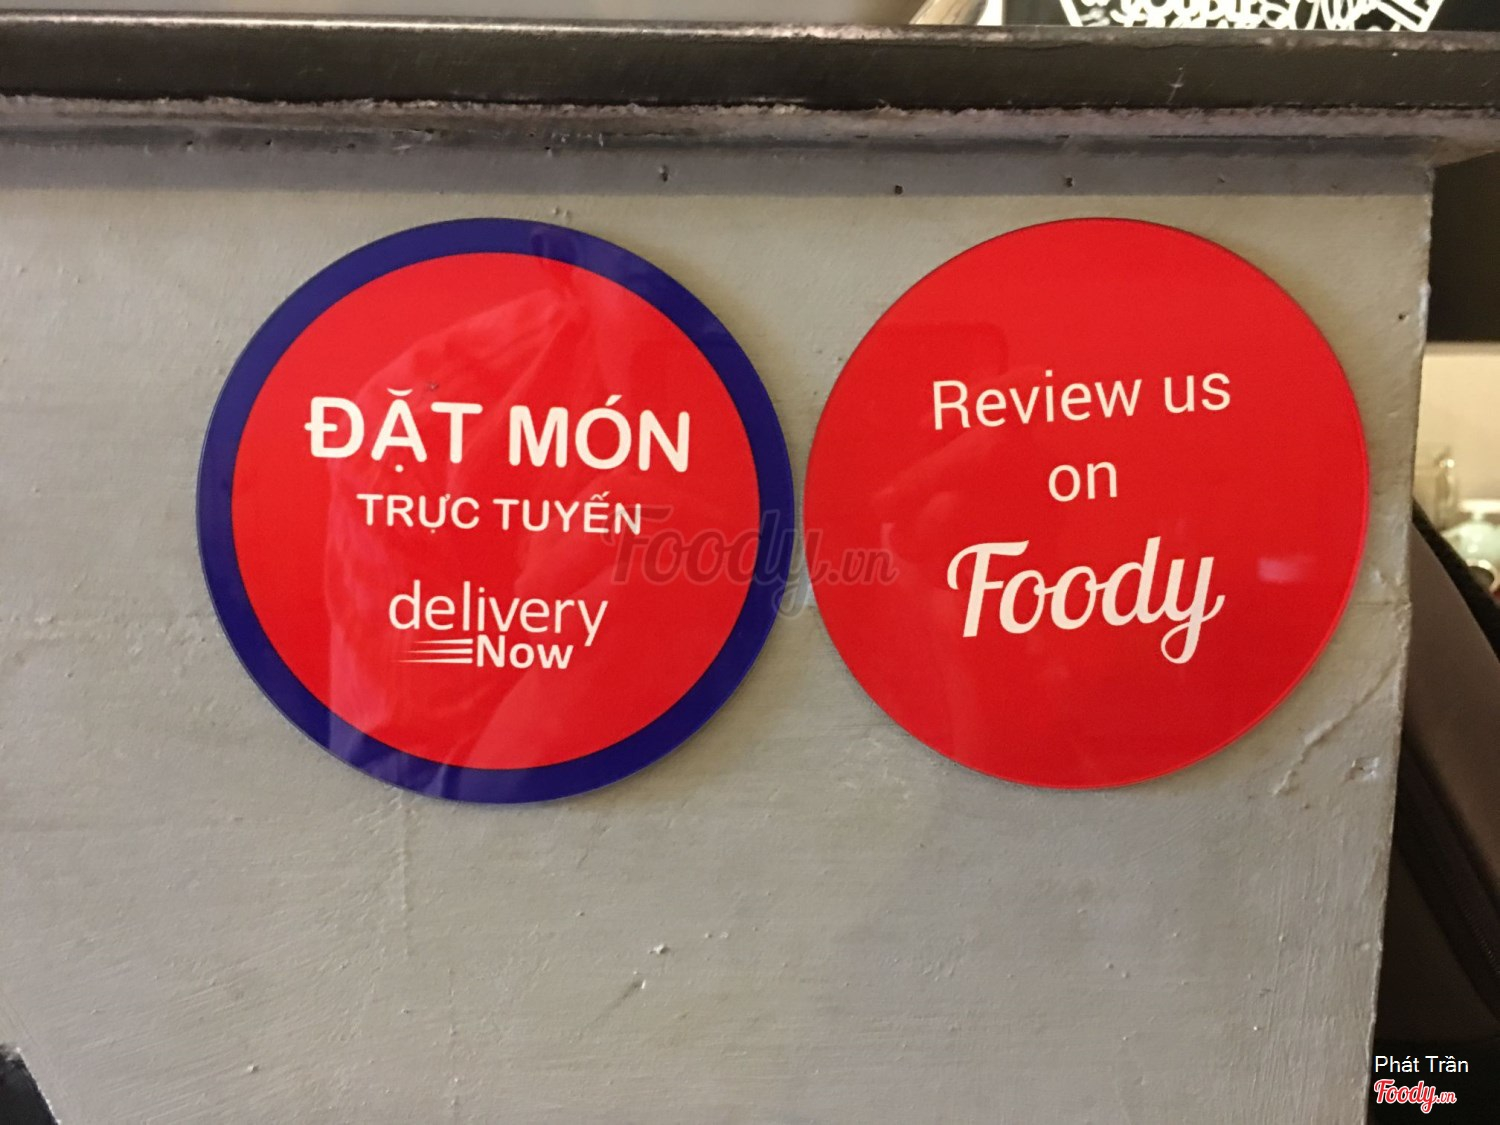 ĐẶT MÓN
TRỰC TUYẾN
delivery
Now
Review us
on
Foody
Foody.vn
Phát Trần
Foody.vn